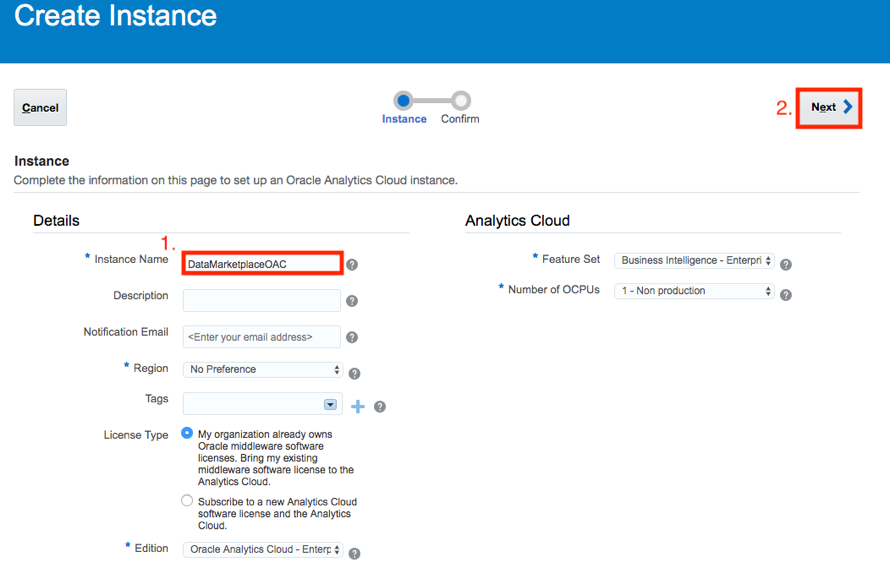 Create Instance
Cancel
Instance
Confirm
2.
Next
Instance
Complete the information on this page to set up an Oracle Analytics Cloud instance.
Details
1.
* Instance Name
DataMarketplaceOAC
?
Description
?
Notification Email
<Enter your email address>
?
* Region
No Preference
?
Tags
?
License Type
My organization already owns
Oracle middleware software
licenses. Bring my existing
middleware software license to the
Analytics Cloud.
Subscribe to a new Analytics Cloud
software license and the Analytics
Cloud.
* Edition
Oracle Analytics Cloud - Enterp
?
Analytics Cloud
* Feature Set
Business Intelligence - Enterpri
?
* Number of OCPUs
1 - Non production
?